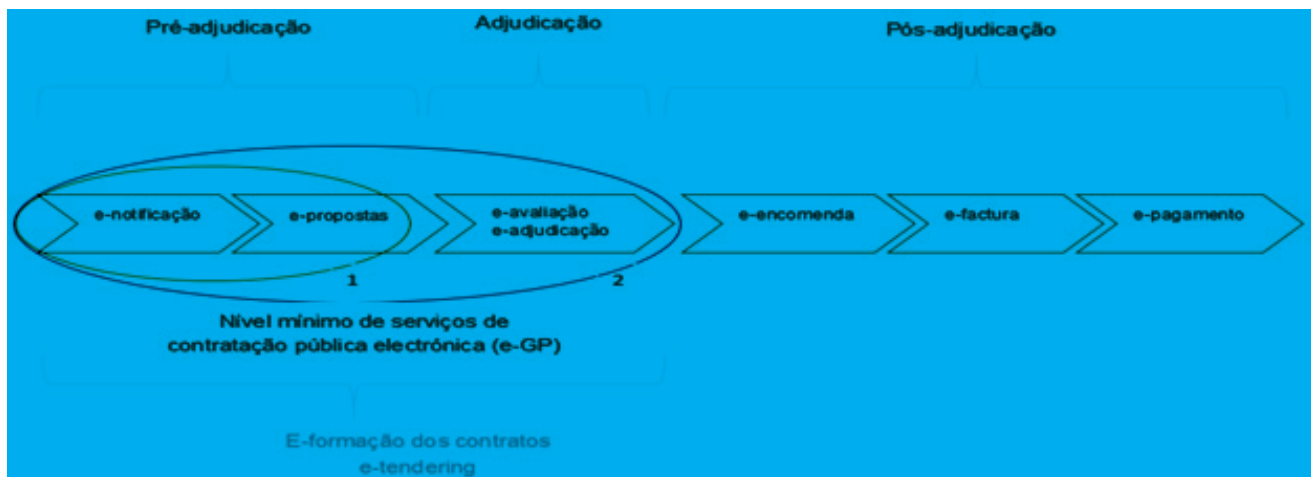 Pré-adjudicação
Adjudicação
Pós-adjudicação
e-notificação
e-propostas
e-avaliação
e-adjudicação
e-encomenda
e-factura
e-pagamento
1
2
Nível mínimo de serviços de
contratação pública electrónica (e-GP)
E-formação dos contratos
e-tendering